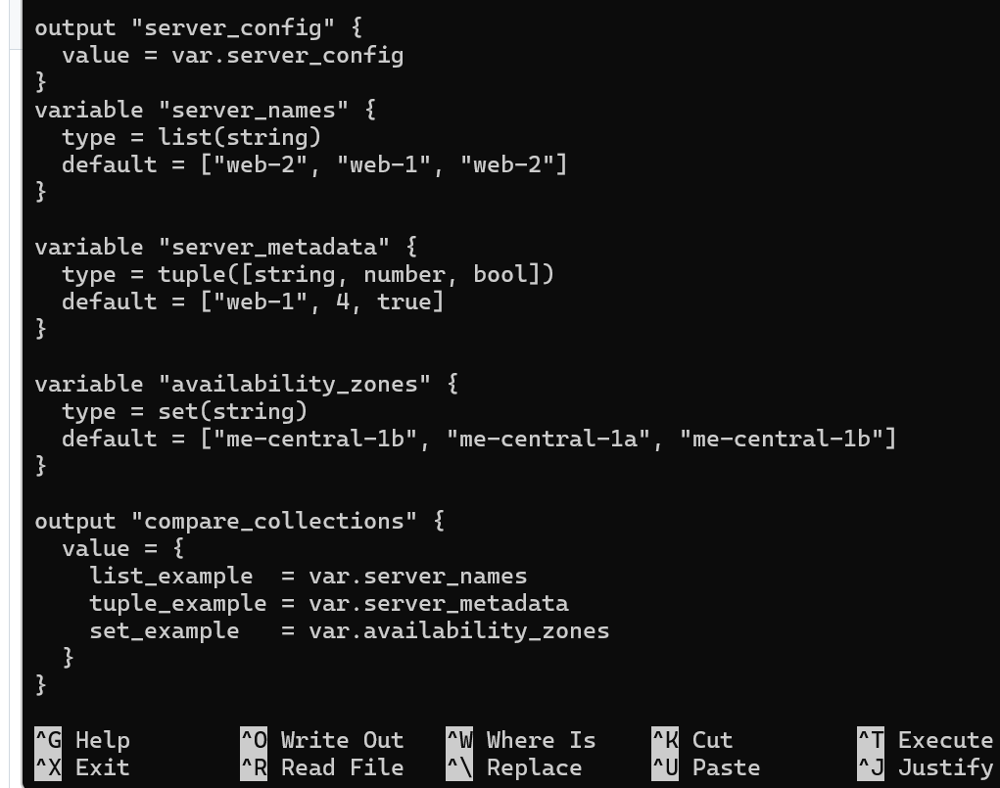 output "server_config" {
  value = var.server_config
}
variable "server_names" {
  type = list(string)
  default = ["web-2", "web-1", "web-2"]
}

variable "server_metadata" {
  type = tuple([string, number, bool])
  default = ["web-1", 4, true]
}

variable "availability_zones" {
  type = set(string)
  default = ["me-central-1b", "me-central-1a", "me-central-1b"]
}

output "compare_collections" {
  value = {
    list_example  = var.server_names
    tuple_example = var.server_metadata
    set_example   = var.availability_zones
  }
}

^G Help        ^O Write Out   ^W Where Is    ^K Cut         ^T Execute
^X Exit        ^R Read File   ^\ Replace     ^U Paste       ^J Justify